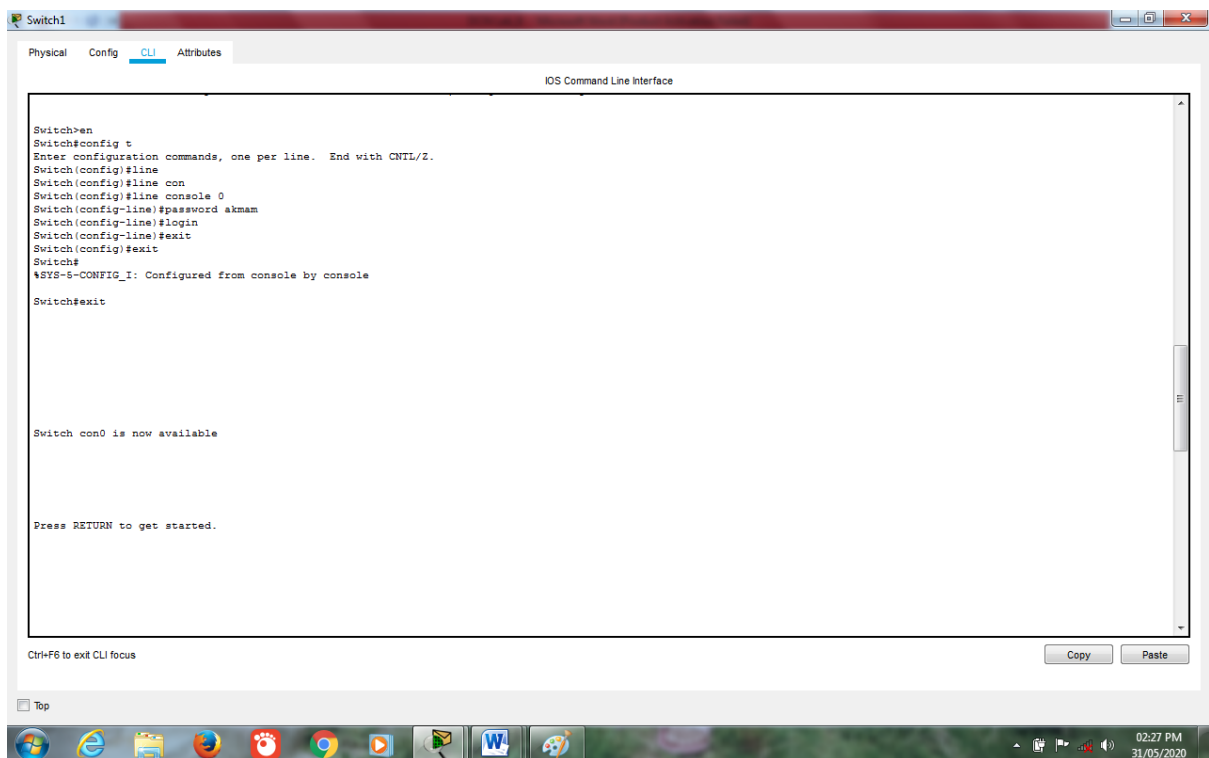 Switch1
Physical Config CLI Attributes
IOS Command Line Interface
Switch>en
Switch#config t
Enter configuration commands, one per line.  End with CNTL/Z.
Switch(config)#line
Switch(config)#line con
Switch(config)#line console 0
Switch(config-line)#password akmam
Switch(config-line)#login
Switch(config-line)#exit
Switch(config)#exit
Switch#
%SYS-5-CONFIG_I: Configured from console by console
Switch#exit
Switch con0 is now available
Press RETURN to get started.
Ctrl+F6 to exit CLI focus
Copy Paste
Top
02:27 PM
31/05/2020